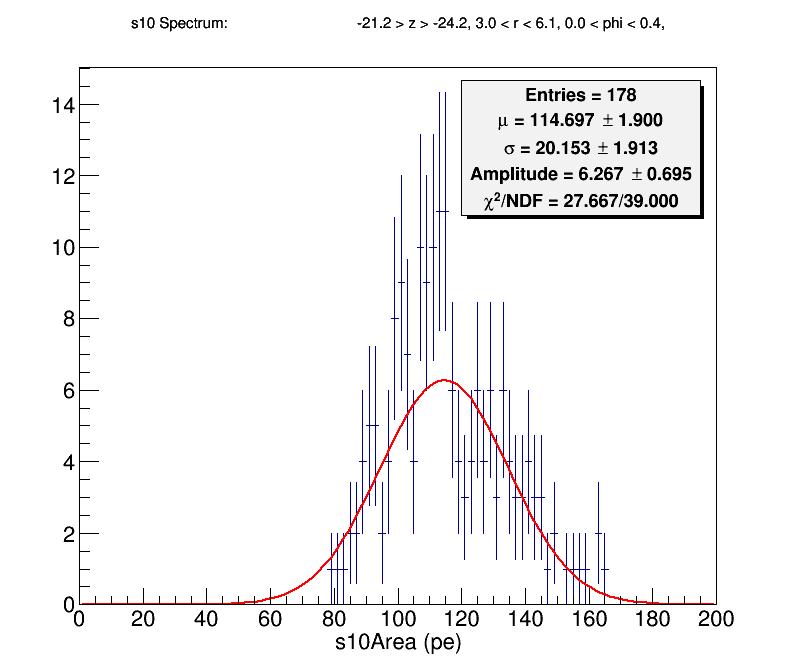 s10 Spectrum: -21.2 > z > -24.2, 3.0 < r < 6.1, 0.0 < phi < 0.4,
Entries = 178
μ = 114.697 ± 1.900
σ = 20.153 ± 1.913
Amplitude = 6.267 ± 0.695
χ²/NDF = 27.667/39.000
14
12
10
8
6
4
2
0
0 20 40 60 80 100 120 140 160 180 200
s10Area (pe)